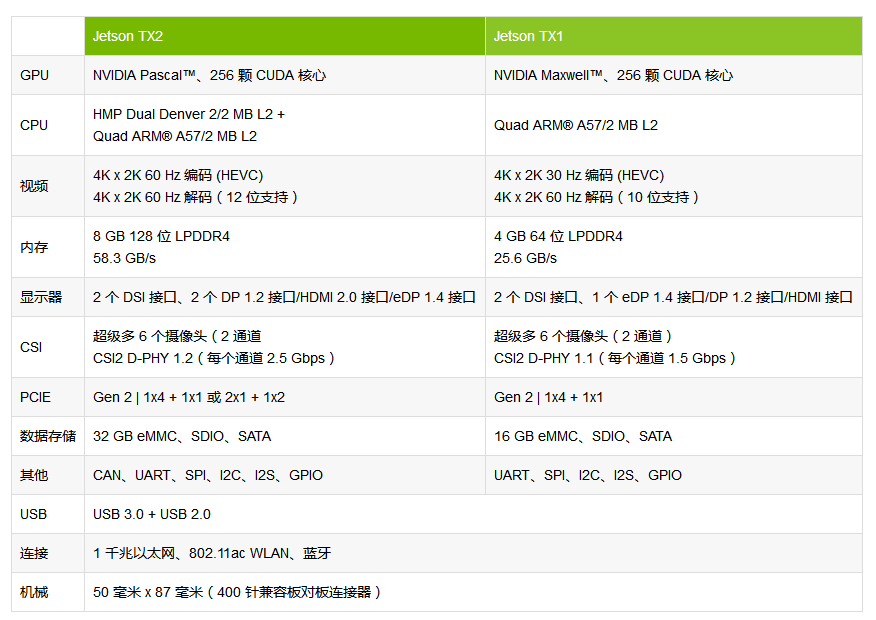 Jetson TX2 Jetson TX1
GPU NVIDIA Pascal™、256 颗 CUDA 核心 NVIDIA Maxwell™、256 颗 CUDA 核心
CPU
HMP Dual Denver 2/2 MB L2 +
Quad ARM® A57/2 MB L2
Quad ARM® A57/2 MB L2
视频
4K x 2K 60 Hz 编码 (HEVC)
4K x 2K 60 Hz 解码（12 位支持）
4K x 2K 30 Hz 编码 (HEVC)
4K x 2K 60 Hz 解码（10 位支持）
内存
8 GB 128 位 LPDDR4
58.3 GB/s
4 GB 64 位 LPDDR4
25.6 GB/s
显示器 2 个 DSI 接口、2 个 DP 1.2 接口/HDMI 2.0 接口/eDP 1.4 接口 2 个 DSI 接口、1 个 eDP 1.4 接口/DP 1.2 接口/HDMI 接口
CSI
超级多 6 个摄像头（2 通道
CSI2 D-PHY 1.2（每个通道 2.5 Gbps）
超级多 6 个摄像头（2 通道）
CSI2 D-PHY 1.1（每个通道 1.5 Gbps）
PCIE Gen 2 | 1x4 + 1x1 或 2x1 + 1x2 Gen 2 | 1x4 + 1x1
数据存储 32 GB eMMC、SDIO、SATA 16 GB eMMC、SDIO、SATA
其他 CAN、UART、SPI、I2C、I2S、GPIO UART、SPI、I2C、I2S、GPIO
USB USB 3.0 + USB 2.0
连接 1 千兆以太网、802.11ac WLAN、蓝牙
机械 50 毫米 x 87 毫米（400 针兼容板对板连接器）